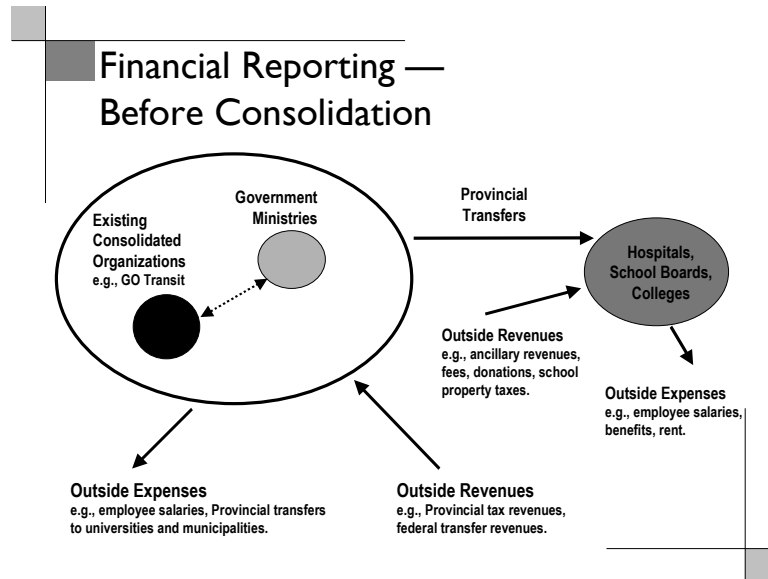 Financial Reporting —
Before Consolidation
Existing
Consolidated
Organizations
e.g., GO Transit
Government
Ministries
Provincial
Transfers
Hospitals,
School Boards,
Colleges
Outside Revenues
e.g., ancillary revenues,
fees, donations, school
property taxes.
Outside Expenses
e.g., employee salaries,
benefits, rent.
Outside Expenses
e.g., employee salaries, Provincial transfers
to universities and municipalities.
Outside Revenues
e.g., Provincial tax revenues,
federal transfer revenues.